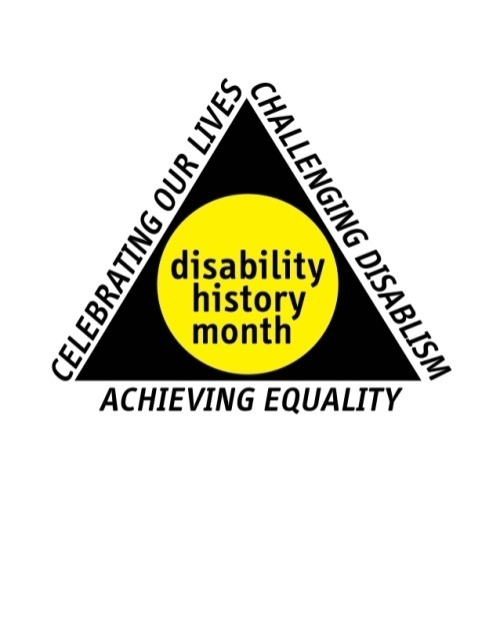 CELEBRATING OUR LIVES
CHALLENGING DISABLISM
disability
history
month
ACHIEVING EQUALITY